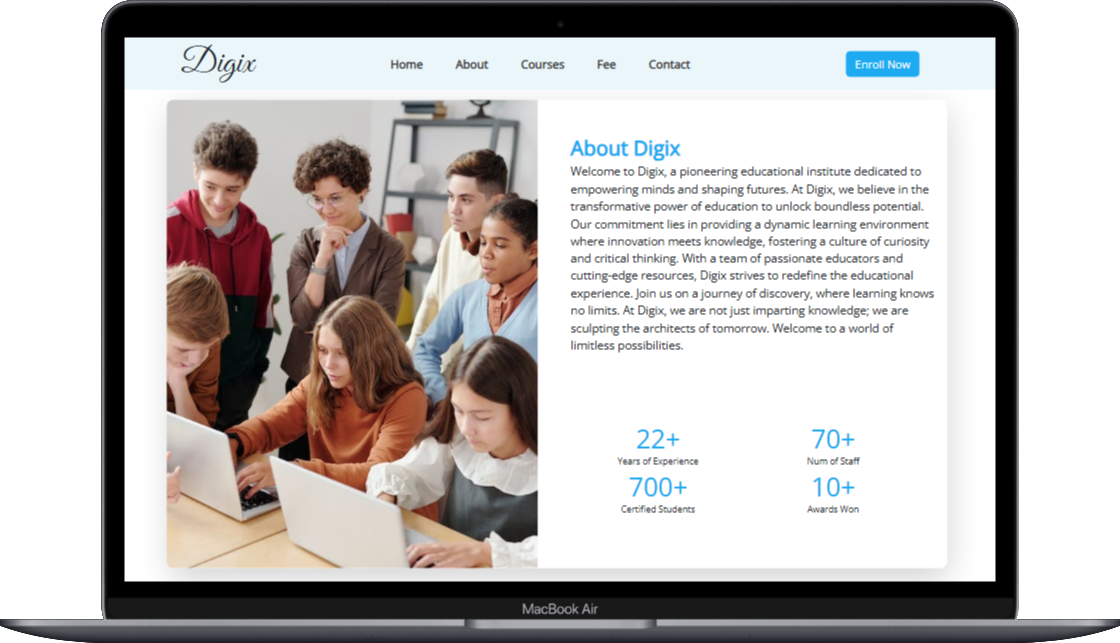 Digix
Home About Courses Fee Contact Enroll Now
About Digix
Welcome to Digix, a pioneering educational institute dedicated to
empowering minds and shaping futures. At Digix, we believe in the
transformative power of education to unlock boundless potential.
Our commitment lies in providing a dynamic learning environment
where innovation meets knowledge, fostering a culture of curiosity
and critical thinking. With a team of passionate educators and
cutting-edge resources, Digix strives to redefine the educational
experience. Join us on a journey of discovery, where learning knows
no limits. At Digix, we are not just imparting knowledge; we are
sculpting the architects of tomorrow. Welcome to a world of
limitless possibilities.
22+ 70+
Years of Experience Num of Staff
700+ 10+
Certified Students Awards Won
MacBook Air